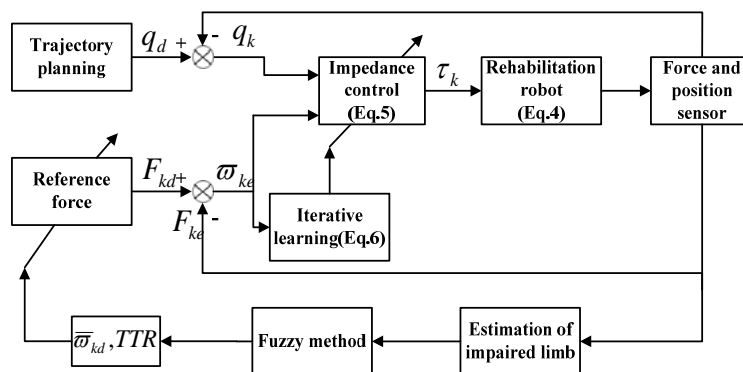 Trajectory planning
q_d + - q_k
Impedance control (Eq.5)
τ_k
Rehabilitation robot (Eq.4)
Force and position sensor
Reference force
F_kd+ ϖ_ke
F_ke -
Iterative learning(Eq.6)
ϖ̅_kd, TTR
Fuzzy method
Estimation of impaired limb